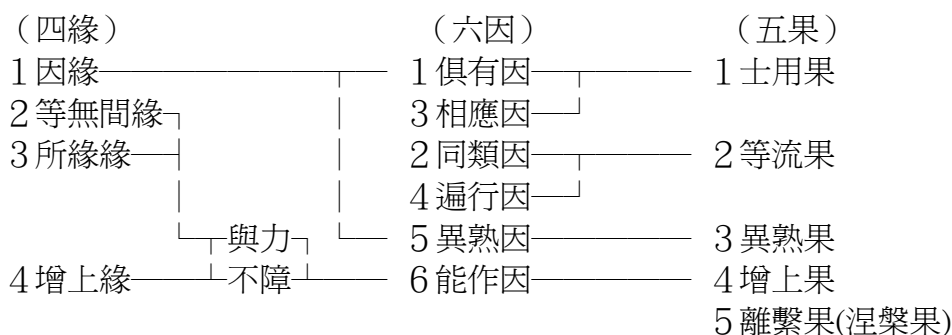 （四緣） （六因） （五果）
１因緣 １俱有因 １士用果
２等無間緣 ３相應因
３所緣緣 ２同類因 ２等流果
４遍行因
與力 ５異熟因 ３異熟果
４增上緣 不障 ６能作因 ４增上果
５離繫果(涅槃果)